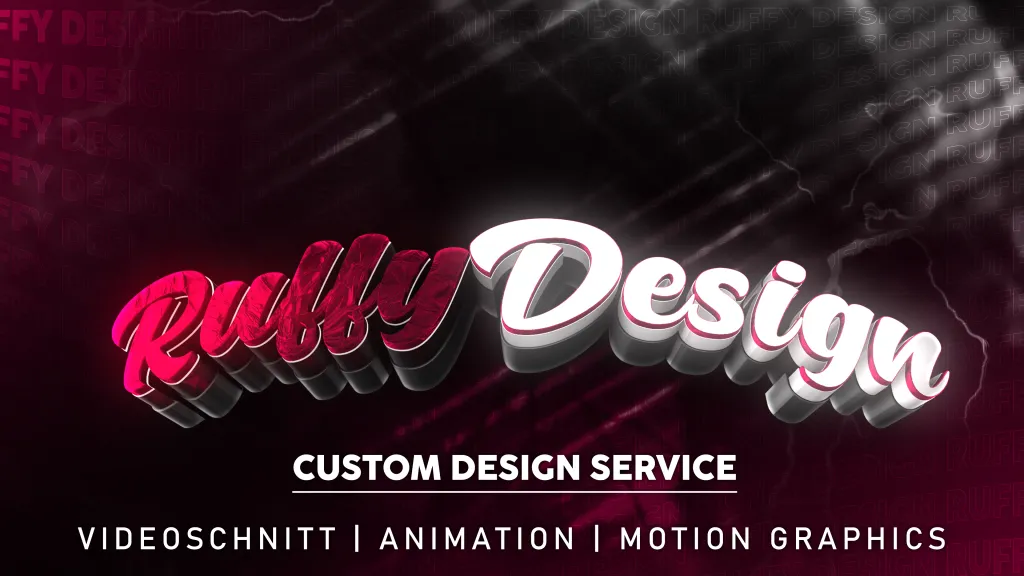 Ruffy Design
CUSTOM DESIGN SERVICE
VIDEOSCHNITT | ANIMATION | MOTION GRAPHICS